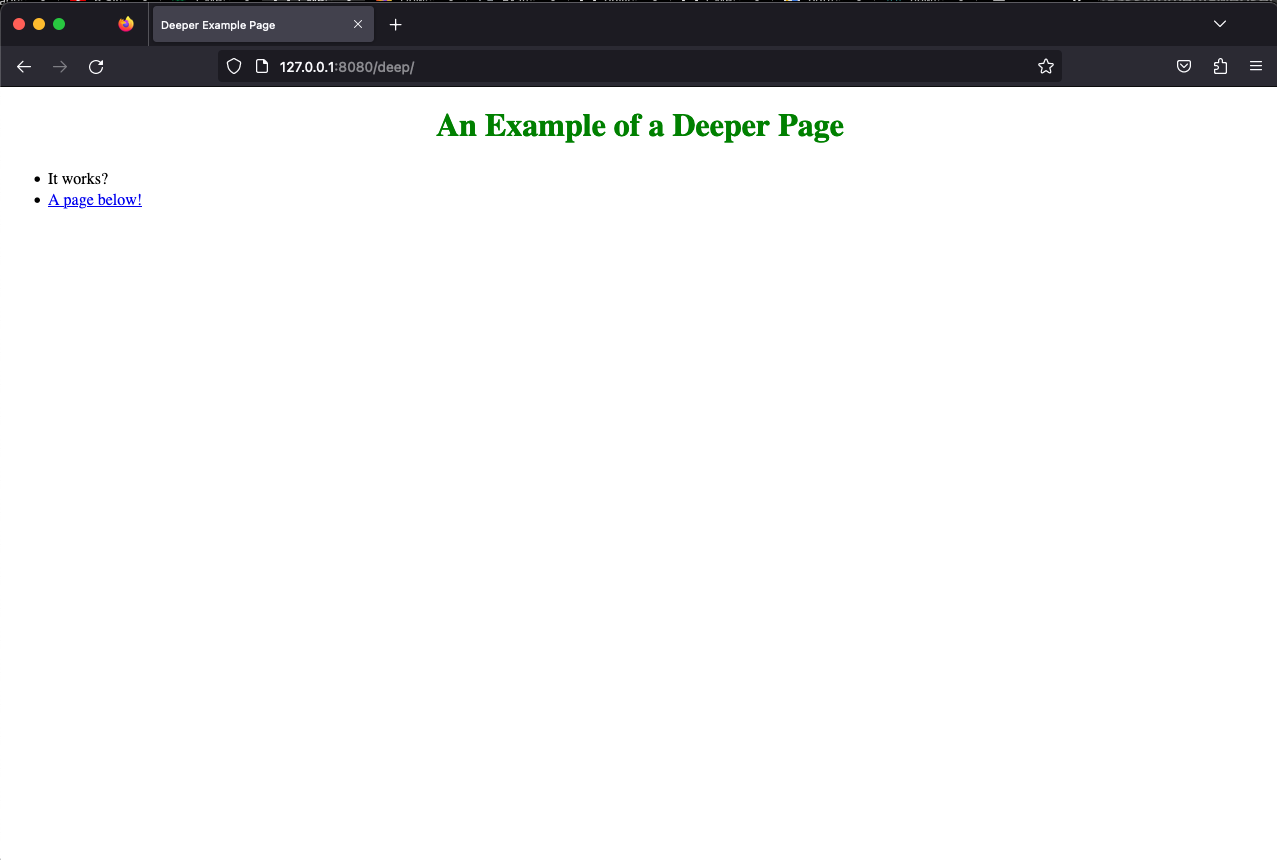 Deeper Example Page
127.0.0.1:8080/deep/
An Example of a Deeper Page
It works?
A page below!